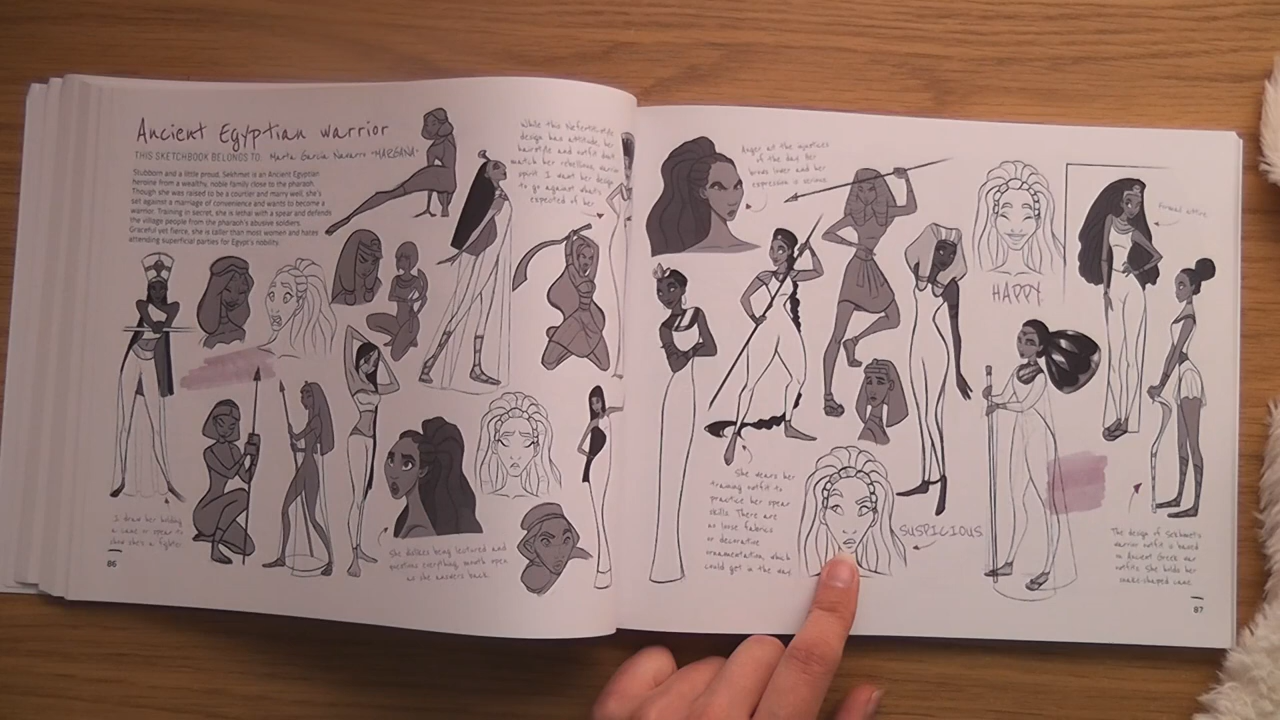 Ancient Egyptian warrior
THIS SKETCHBOOK BELONGS TO: Marta García Navarro "MARGANA"
Stubborn and a little proud, Sekhmet is an Ancient Egyptian
heroine from a wealthy, noble family close to the pharaoh.
Though she was raised to be a courtier and marry well, she's
set against a marriage of convenience and wants to become a
warrior. Training in secret, she is lethal with a spear and defends
the village people from the pharaoh's abusive soldiers.
Graceful yet fierce, she is taller than most women and hates
attending superficial parties for Egypt's nobility.
While this Nefertiti-style
design has attitude, her
hairstyle and outfit don't
match her rebellious, warrior
spirit. I want her design
to go against what's
expected of her
I draw her holding
a cane or spear to
show she's a fighter
She dislikes being lectured and
questions everything, mouth open
as she answers back.
86
Anger at the injustices
of the day. Her
brows lower and her
expression is serious
HAPPY
Formal attire
She wears her
training outfit to
practice her spear
skills. There are
no loose fabrics
or decorative
ornamentation, which
could get in the way.
SUSPICIOUS
The design of Sekhmet's
warrior outfit is based
on Ancient Greek war
outfits. She holds her
snake-shaped cane
87